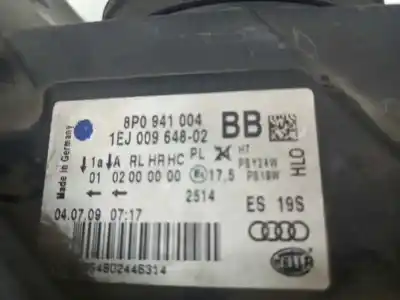 8P0 941 004
1EJ 009 648-02
BB
Made in Germany
1a A RL HR HC PL H7
PSY24W
01 02 00 00 00 17.5 PS19W
HLO
2514
04.07.09 07:17
ES 19S
HELLA